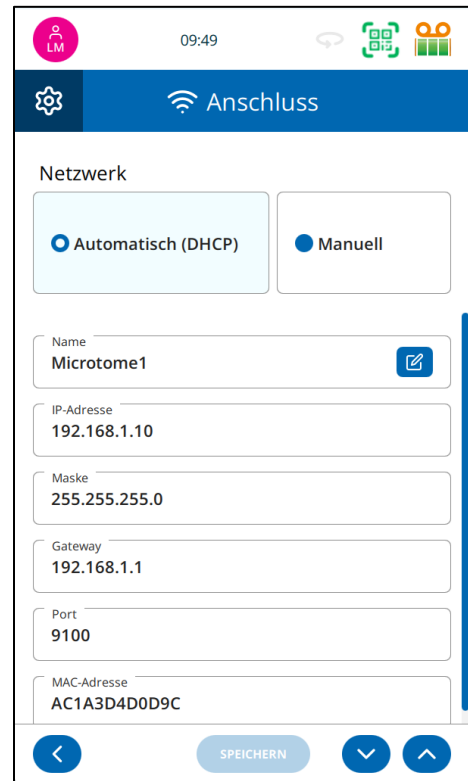 LM
09:49
Anschluss
Netzwerk
Automatisch (DHCP)
Manuell
Name
Microtome1
IP-Adresse
192.168.1.10
Maske
255.255.255.0
Gateway
192.168.1.1
Port
9100
MAC-Adresse
AC1A3D4D0D9C
SPEICHERN